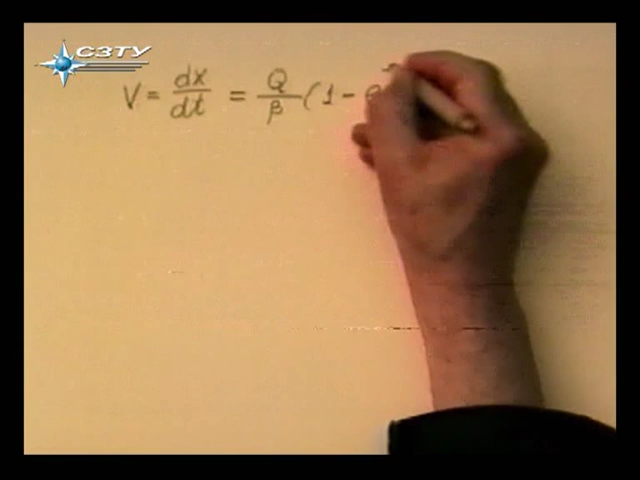 СЗТУ
V = dx/dt = Q/β (1 - e